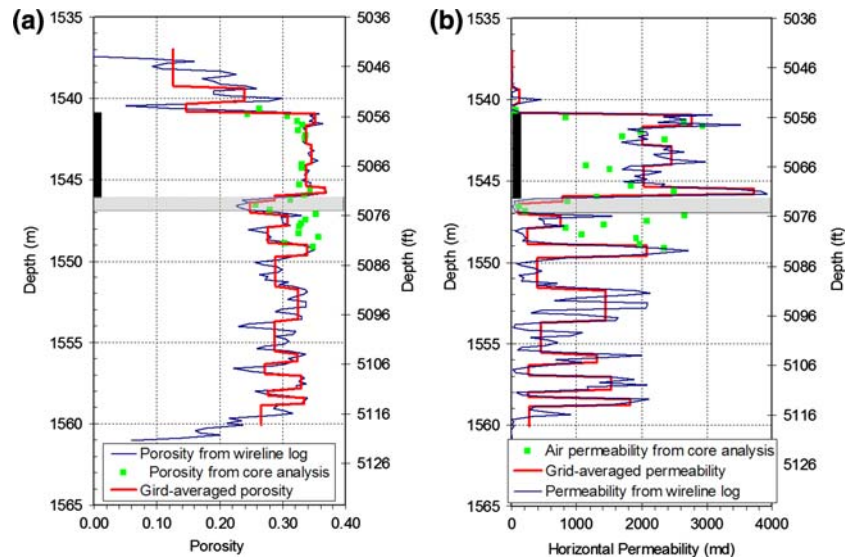 (a)
1535
1540
1545
1550
1555
1560
1565
Depth (m)
5036
5046
5056
5066
5076
5086
5096
5106
5116
5126
Depth (ft)
Porosity from wireline log
Porosity from core analysis
Gird-averaged porosity
0.00 0.10 0.20 0.30 0.40
Porosity
(b)
1535
1540
1545
1550
1555
1560
1565
Depth (m)
5036
5046
5056
5066
5076
5086
5096
5106
5116
5126
Depth (ft)
Air permeability from core analysis
Grid-averaged permeability
Permeability from wireline log
0 1000 2000 3000 4000
Horizontal Permeability (md)